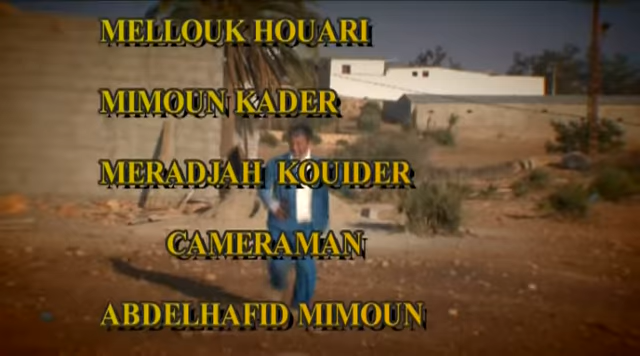 MELLOUK HOUARI
MIMOUN KADER
MERADJAH KOUIDER
CAMERAMAN
ABDELHAFID MIMOUN